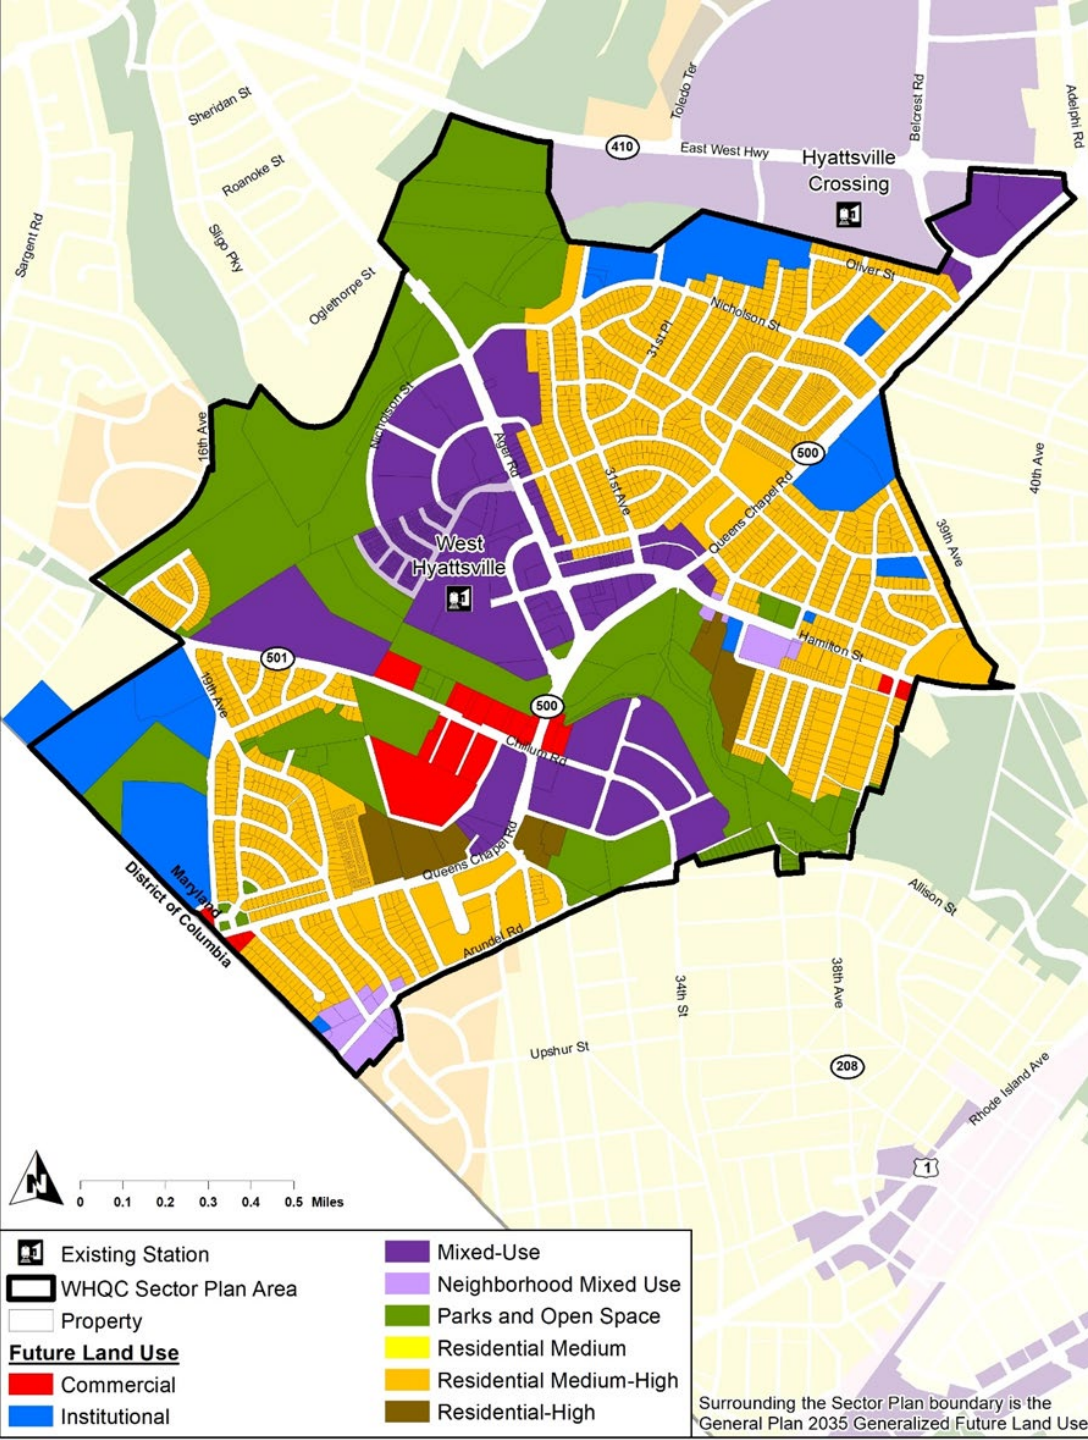 Sheridan St
Roanoke St
Sligo Pky
Sargent Rd
Oglethorpe St
16th Ave
Toledo Ter
Belcrest Rd
Adelphi Rd
410
East West Hwy
Hyattsville
Crossing
Oliver St
Nicholson St
31st Pl
Nicholson St
Ager Rd
31st Ave
500
Queens Chapel Rd
40th Ave
39th Ave
West
Hyattsville
Hamilton St
501
19th Ave
500
Chillum Rd
Queens Chapel Rd
Maryland
District of Columbia
Arundel Rd
Allison St
34th St
38th Ave
Upshur St
208
Rhode Island Ave
1
N
0 0.1 0.2 0.3 0.4 0.5 Miles
Existing Station
WHQC Sector Plan Area
Property
Future Land Use
Commercial
Institutional
Mixed-Use
Neighborhood Mixed Use
Parks and Open Space
Residential Medium
Residential Medium-High
Residential-High
Surrounding the Sector Plan boundary is the
General Plan 2035 Generalized Future Land Use